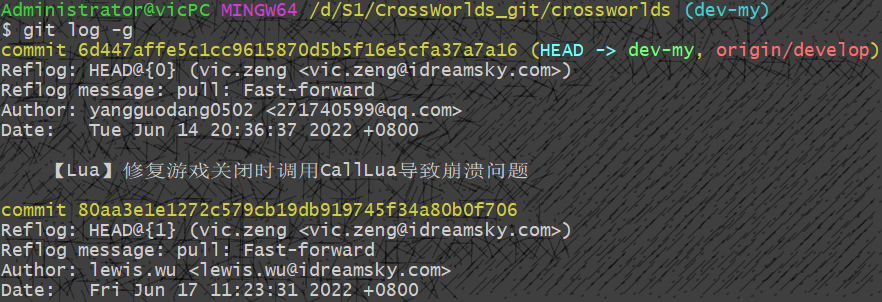 Administrator@vicPC MINGW64 /d/S1/CrossWorlds_git/crossworlds (dev-my)
$ git log -g
commit 6d447affe5c1cc9615870d5b5f16e5cfa37a7a16 (HEAD -> dev-my, origin/develop)
Reflog: HEAD@{0} (vic.zeng <vic.zeng@idreamsky.com>)
Reflog message: pull: Fast-forward
Author: yangguodang0502 <271740599@qq.com>
Date:   Tue Jun 14 20:36:37 2022 +0800
【Lua】修复游戏关闭时调用CallLua导致崩溃问题
commit 80aa3e1e1272c579cb19db919745f34a80b0f706
Reflog: HEAD@{1} (vic.zeng <vic.zeng@idreamsky.com>)
Reflog message: pull: Fast-forward
Author: lewis.wu <lewis.wu@idreamsky.com>
Date:   Fri Jun 17 11:23:31 2022 +0800